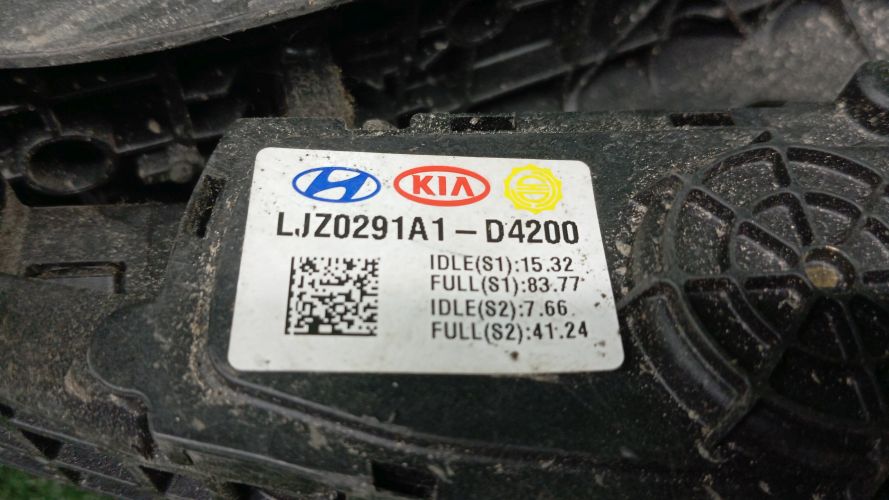 KIA
LJZ0291A1-D4200
IDLE(S1):15.32
FULL(S1):83.77
IDLE(S2):7.66
FULL(S2):41.24